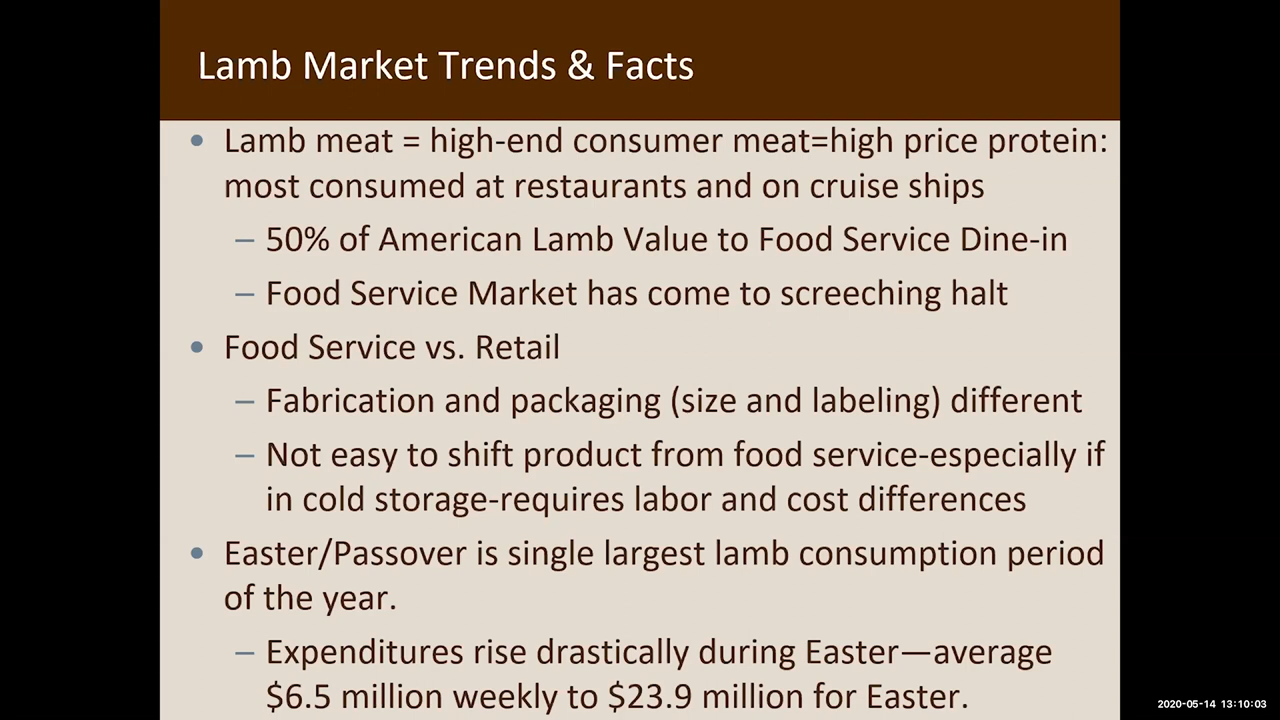 Lamb Market Trends & Facts
• Lamb meat = high-end consumer meat=high price protein:
most consumed at restaurants and on cruise ships
– 50% of American Lamb Value to Food Service Dine-in
– Food Service Market has come to screeching halt
• Food Service vs. Retail
– Fabrication and packaging (size and labeling) different
– Not easy to shift product from food service-especially if
in cold storage-requires labor and cost differences
• Easter/Passover is single largest lamb consumption period
of the year.
– Expenditures rise drastically during Easter—average
$6.5 million weekly to $23.9 million for Easter.
2020-05-14 13:10:03